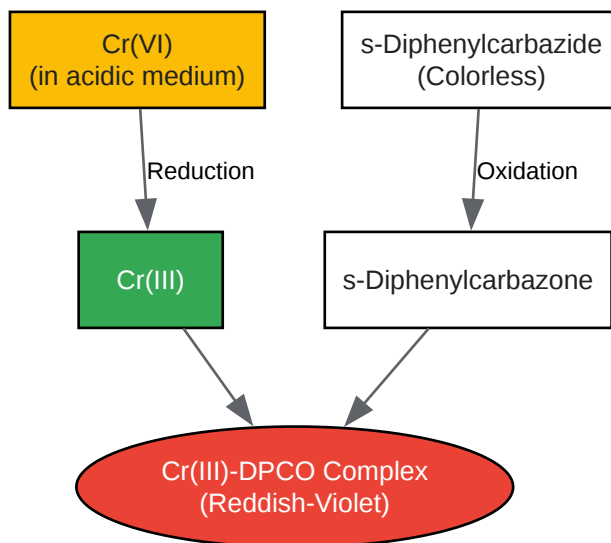 Cr(VI)
(in acidic medium)
s-Diphenylcarbazide
(Colorless)
Reduction
Oxidation
Cr(III)
s-Diphenylcarbazone
Cr(III)-DPCO Complex
(Reddish-Violet)